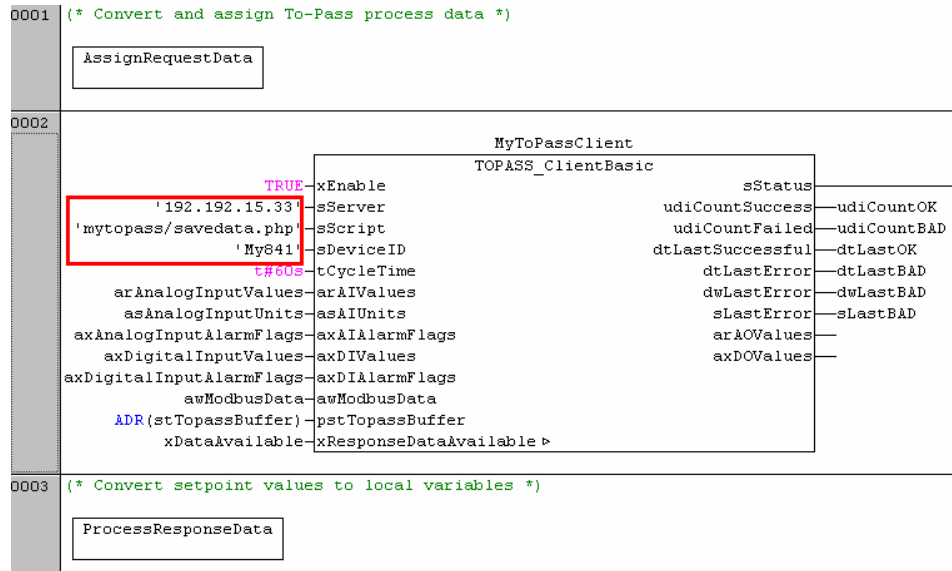 0001 (* Convert and assign To-Pass process data *)
AssignRequestData
0002
MyToPassClient
TOPASS_ClientBasic
TRUE xEnable sStatus
'192.192.15.33' sServer udiCountSuccess udiCountOK
'mytopass/savedata.php' sScript udiCountFailed udiCountBAD
'My841' sDeviceID dtLastSuccessful dtLastOK
t#60s tCycleTime dtLastError dtLastBAD
arAnalogInputValues arAIValues dwLastError dwLastBAD
asAnalogInputUnits asAIUnits sLastError sLastBAD
axAnalogInputAlarmFlags axAIAlarmFlags arAOValues
axDigitalInputValues axDIValues axDOValues
axDigitalInputAlarmFlags axDIAlarmFlags
awModbusData awModbusData
ADR(stTopassBuffer) pstTopassBuffer
xDataAvailable xResponseDataAvailable ▷
0003 (* Convert setpoint values to local variables *)
ProcessResponseData